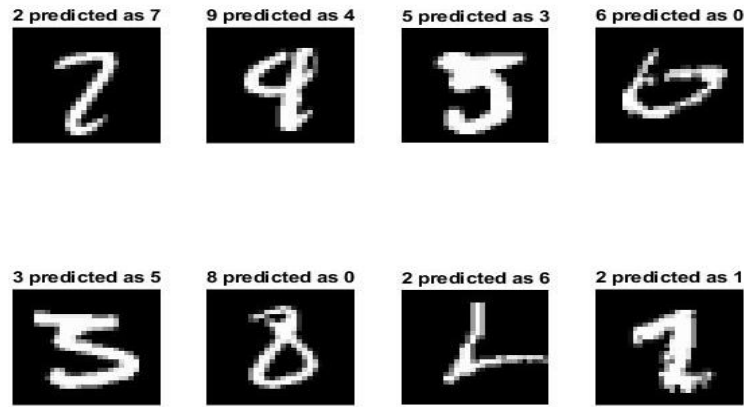 2 predicted as 7
9 predicted as 4
5 predicted as 3
6 predicted as 0
3 predicted as 5
8 predicted as 0
2 predicted as 6
2 predicted as 1